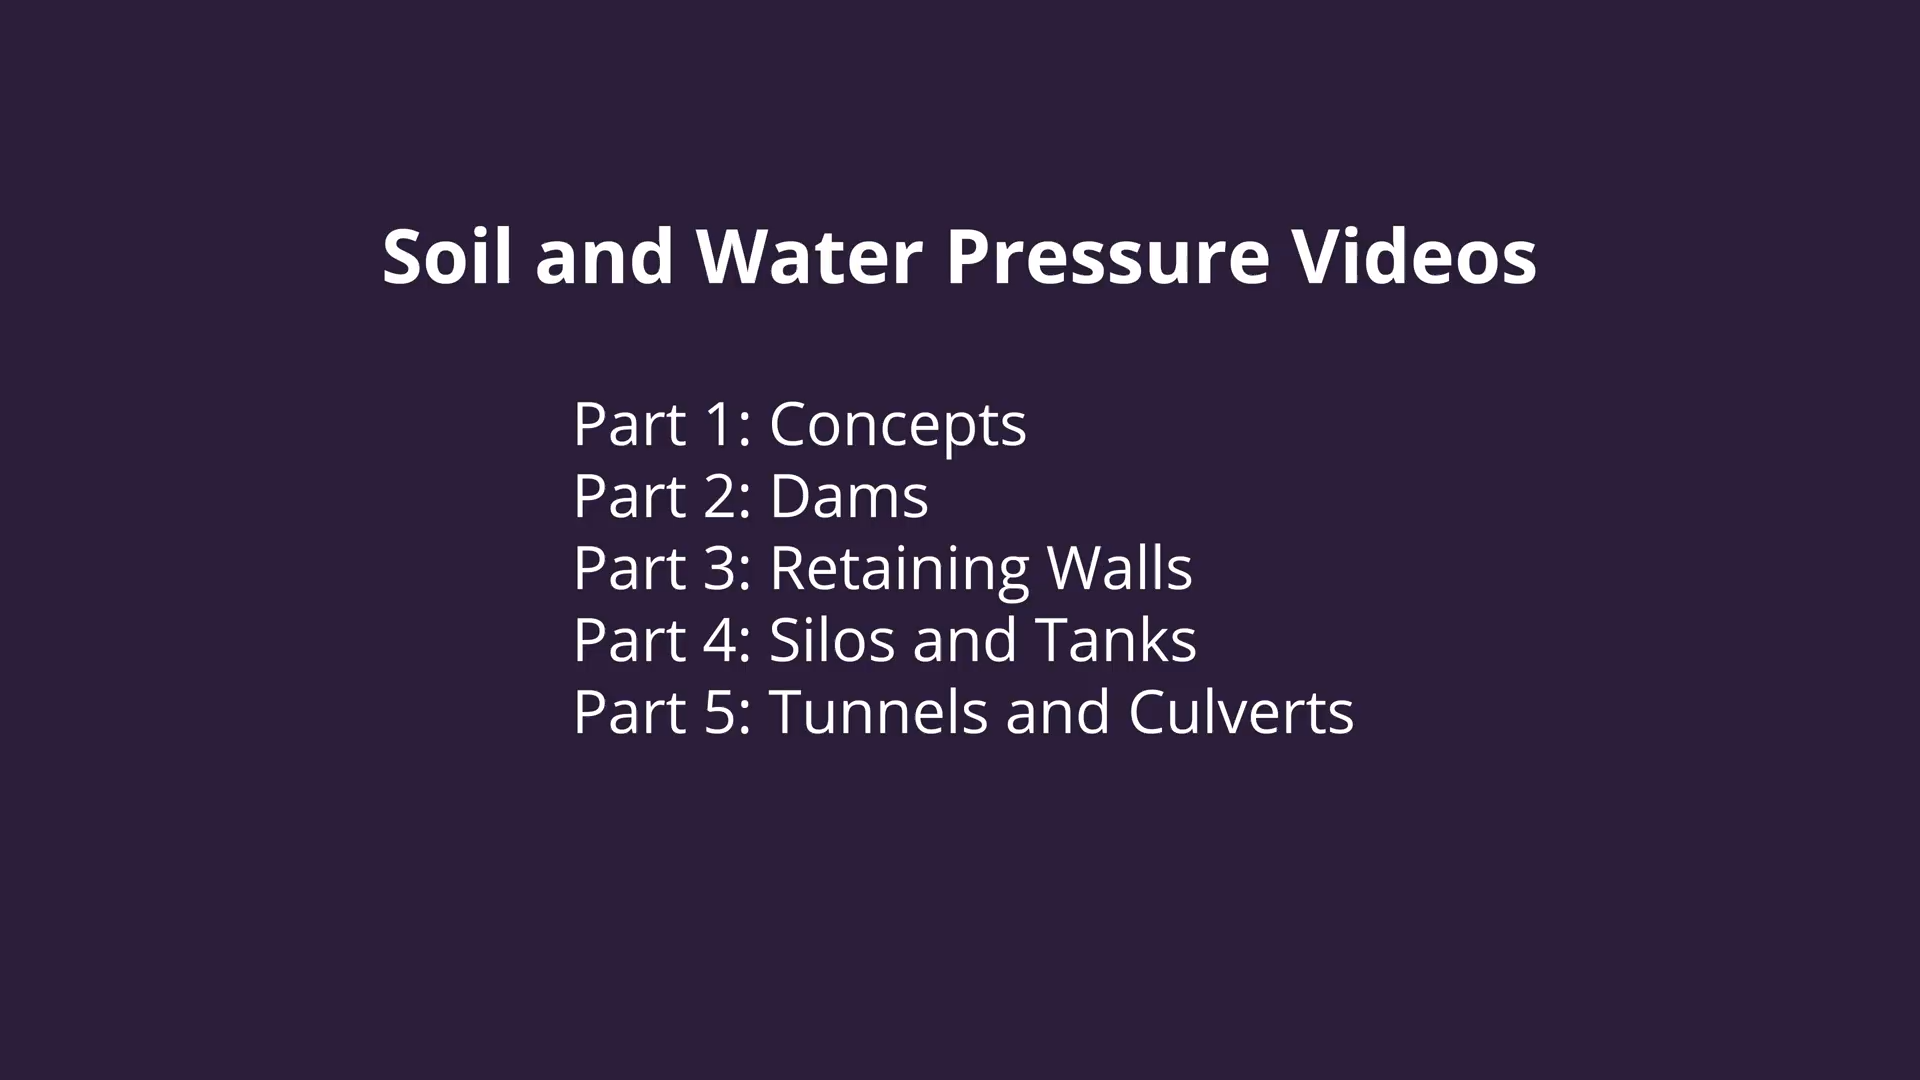 Soil and Water Pressure Videos
Part 1: Concepts
Part 2: Dams
Part 3: Retaining Walls
Part 4: Silos and Tanks
Part 5: Tunnels and Culverts